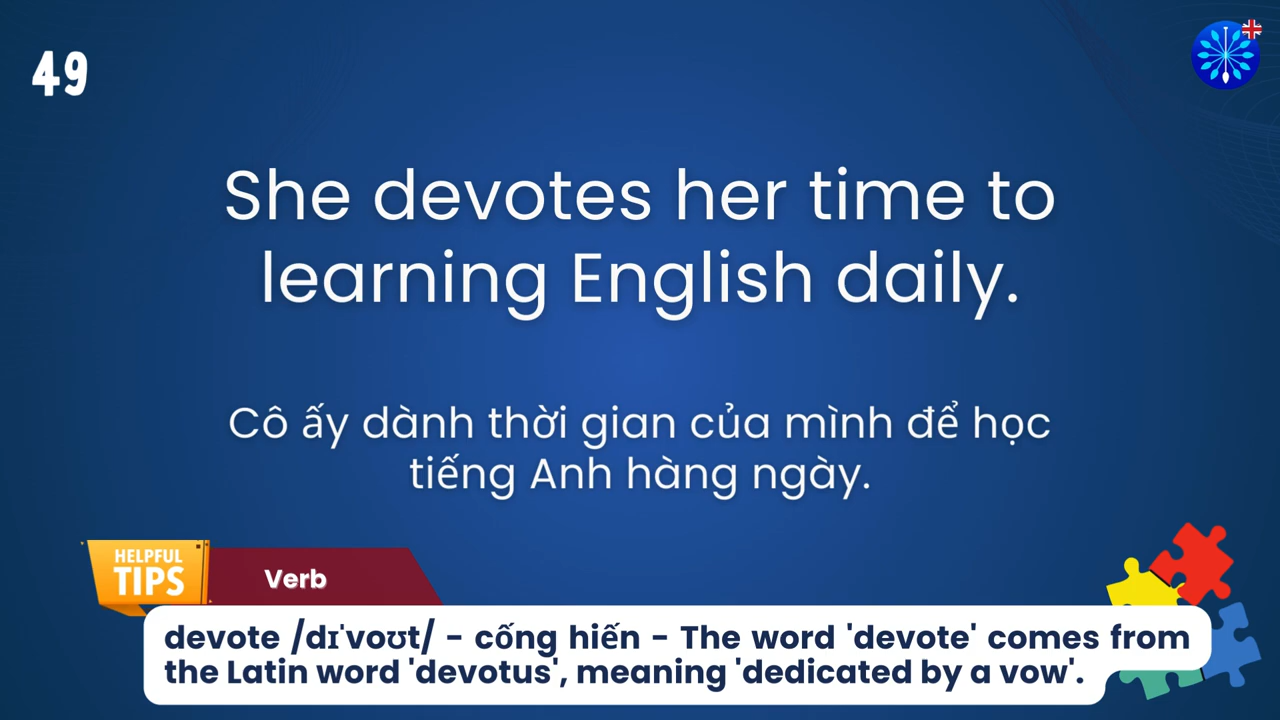 49
She devotes her time to
learning English daily.
Cô ấy dành thời gian của mình để học
tiếng Anh hàng ngày.
HELPFUL
TIPS
Verb
devote /dɪˈvoʊt/ - cống hiến - The word 'devote' comes from
the Latin word 'devotus', meaning 'dedicated by a vow'.